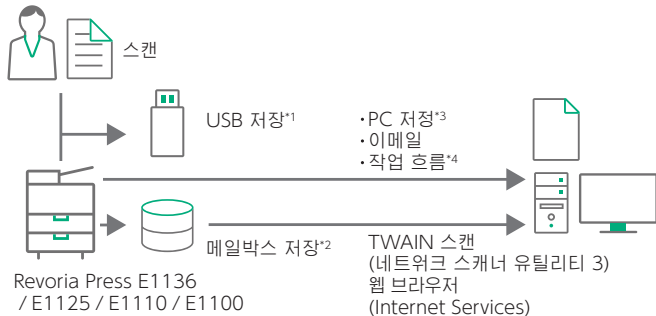 스캔
USB 저장*1
・PC 저정*3
・이메일
・작업 흐름*4
메일박스 저장*2
TWAIN 스캔
(네트워크 스캐너 유틸리티 3)
웹 브라우저
(Internet Services)
Revoria Press E1136
/ E1125 / E1110 / E1100